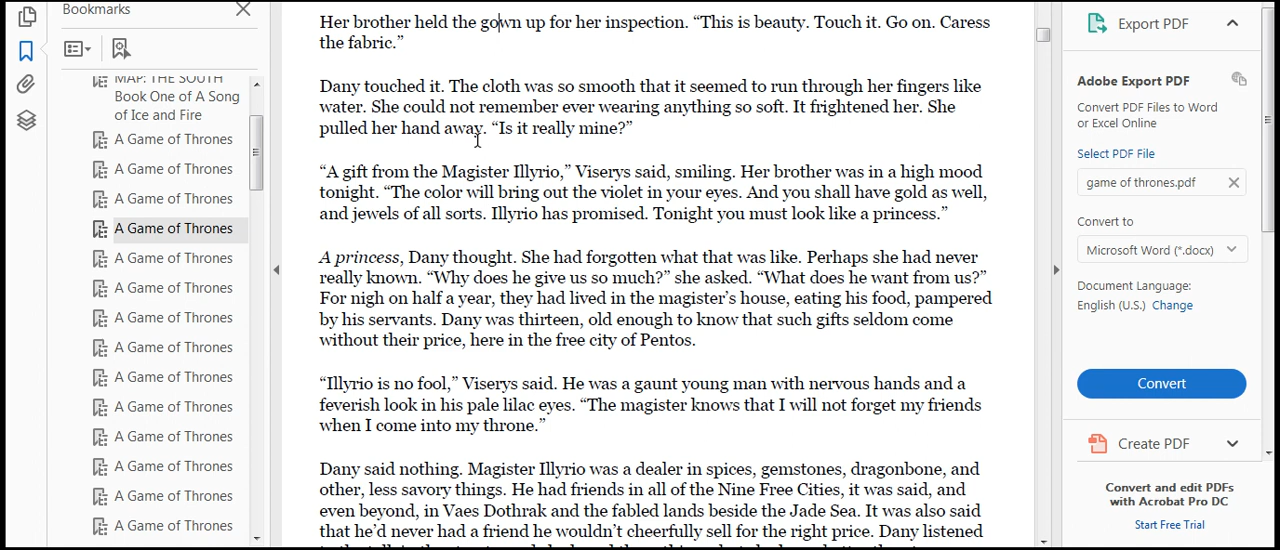 Bookmarks
MAP: THE SOUTH
Book One of A Song
of Ice and Fire
A Game of Thrones
A Game of Thrones
A Game of Thrones
A Game of Thrones
A Game of Thrones
A Game of Thrones
A Game of Thrones
A Game of Thrones
A Game of Thrones
A Game of Thrones
A Game of Thrones
A Game of Thrones
A Game of Thrones
A Game of Thrones
Her brother held the gown up for her inspection. “This is beauty. Touch it. Go on. Caress
the fabric.”
Dany touched it. The cloth was so smooth that it seemed to run through her fingers like
water. She could not remember ever wearing anything so soft. It frightened her. She
pulled her hand away. “Is it really mine?”
“A gift from the Magister Illyrio,” Viserys said, smiling. Her brother was in a high mood
tonight. “The color will bring out the violet in your eyes. And you shall have gold as well,
and jewels of all sorts. Illyrio has promised. Tonight you must look like a princess.”
A princess, Dany thought. She had forgotten what that was like. Perhaps she had never
really known. “Why does he give us so much?” she asked. “What does he want from us?”
For nigh on half a year, they had lived in the magister’s house, eating his food, pampered
by his servants. Dany was thirteen, old enough to know that such gifts seldom come
without their price, here in the free city of Pentos.
“Illyrio is no fool,” Viserys said. He was a gaunt young man with nervous hands and a
feverish look in his pale lilac eyes. “The magister knows that I will not forget my friends
when I come into my throne.”
Dany said nothing. Magister Illyrio was a dealer in spices, gemstones, dragonbone, and
other, less savory things. He had friends in all of the Nine Free Cities, it was said, and
even beyond, in Vaes Dothrak and the fabled lands beside the Jade Sea. It was also said
that he’d never had a friend he wouldn’t cheerfully sell for the right price. Dany listened
Export PDF
Adobe Export PDF
Convert PDF Files to Word
or Excel Online
Select PDF File
game of thrones.pdf
Convert to
Microsoft Word (*.docx)
Document Language:
English (U.S.) Change
Convert
Create PDF
Convert and edit PDFs
with Acrobat Pro DC
Start Free Trial